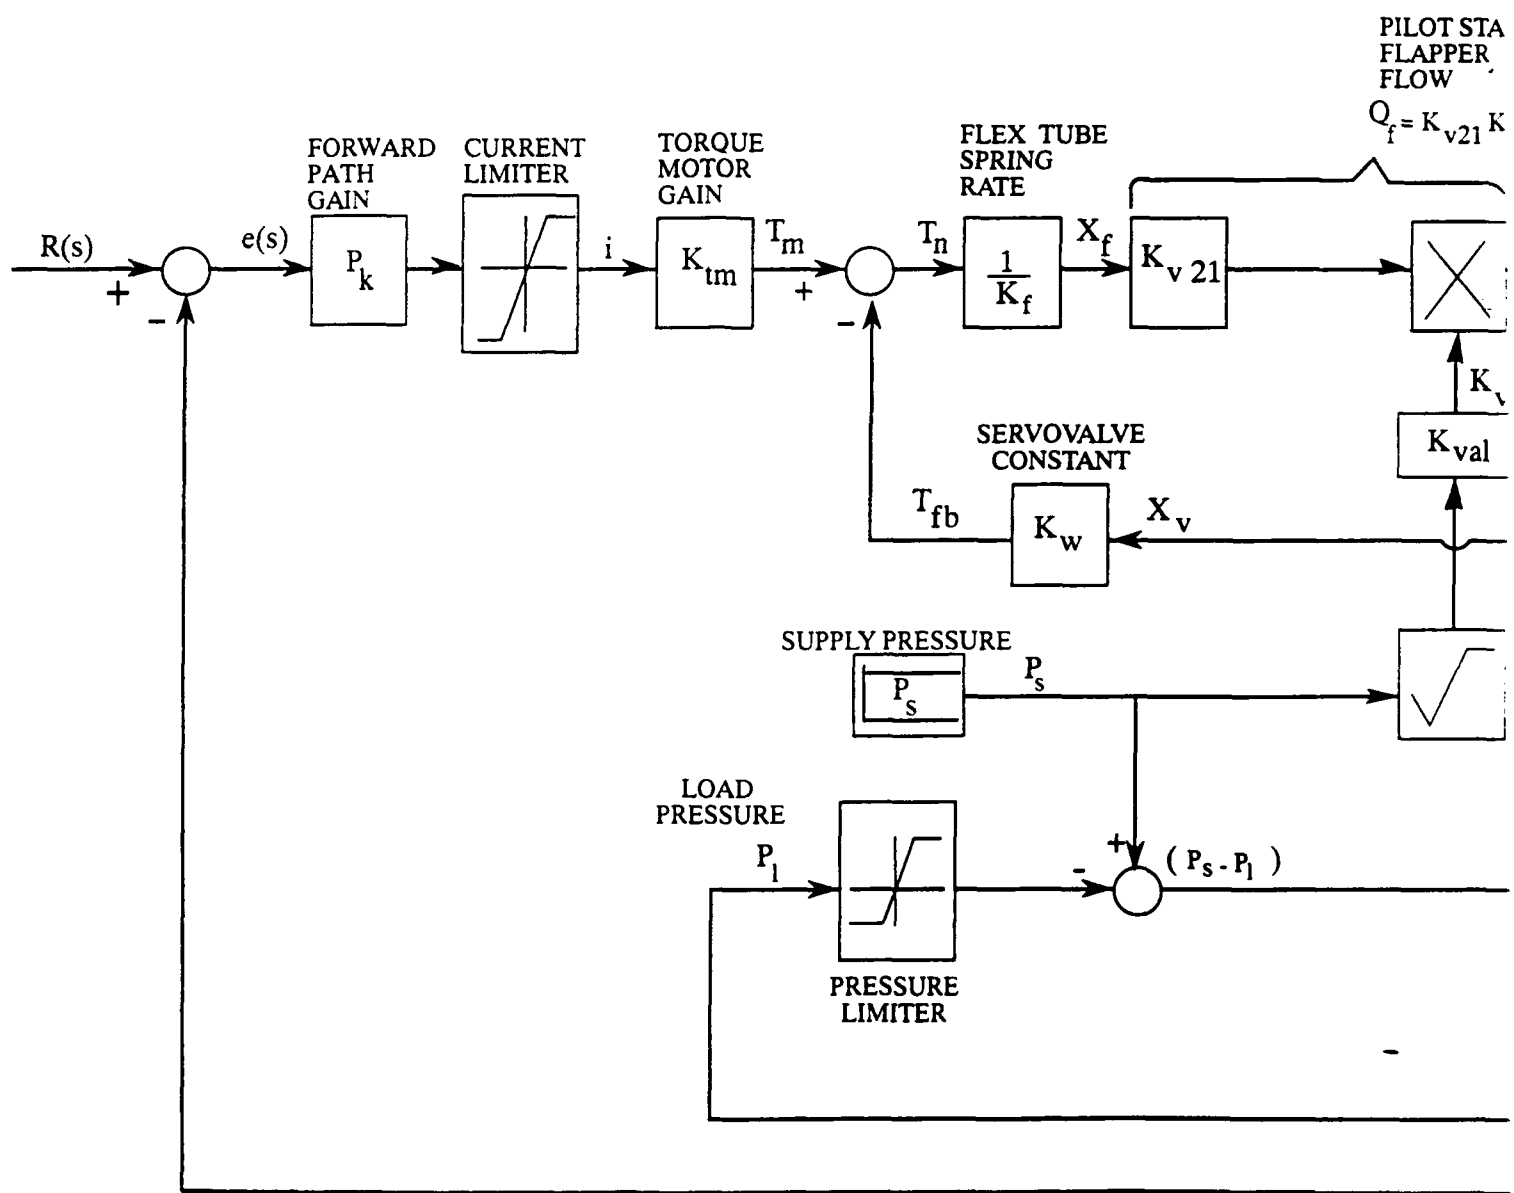 PILOT STA
FLAPPER
FLOW
Q_f = K_v21 K
FORWARD
PATH
GAIN
CURRENT
LIMITER
TORQUE
MOTOR
GAIN
FLEX TUBE
SPRING
RATE
R(s)
+
-
e(s)
P_k
i
K_tm
T_m
+
-
T_n
1
K_f
X_f
K_v 21
K_v
K_val
SERVOVALVE
CONSTANT
T_fb
K_w
X_v
SUPPLY PRESSURE
P_s
P_s
LOAD
PRESSURE
P_l
+
-
( P_s - P_l )
PRESSURE
LIMITER